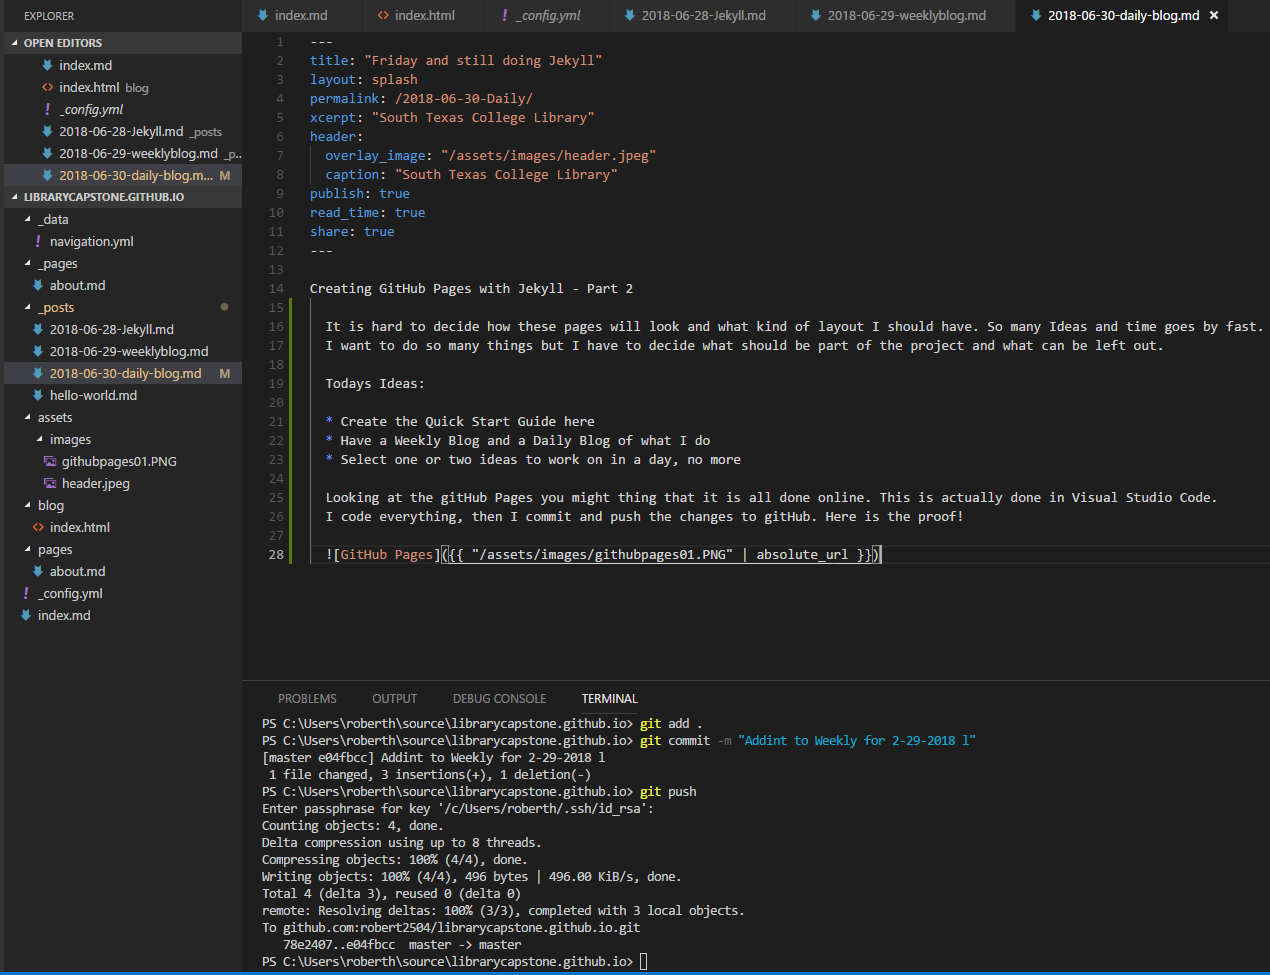 EXPLORER
OPEN EDITORS
index.md
index.html blog
_config.yml
2018-06-28-Jekyll.md _posts
2018-06-29-weeklyblog.md _p...
2018-06-30-daily-blog.m... M
LIBRARYCAPSTONE.GITHUB.IO
_data
navigation.yml
_pages
about.md
_posts
2018-06-28-Jekyll.md
2018-06-29-weeklyblog.md
2018-06-30-daily-blog.md M
hello-world.md
assets
images
githubpages01.PNG
header.jpeg
blog
index.html
pages
about.md
_config.yml
index.md
index.md index.html _config.yml 2018-06-28-Jekyll.md 2018-06-29-weeklyblog.md 2018-06-30-daily-blog.md
1 ---
2 title: "Friday and still doing Jekyll"
3 layout: splash
4 permalink: /2018-06-30-Daily/
5 xcerpt: "South Texas College Library"
6 header:
7 overlay_image: "/assets/images/header.jpeg"
8 caption: "South Texas College Library"
9 publish: true
10 read_time: true
11 share: true
12 ---
13
14 Creating GitHub Pages with Jekyll - Part 2
15
16 It is hard to decide how these pages will look and what kind of layout I should have. So many Ideas and time goes by fast.
17 I want to do so many things but I have to decide what should be part of the project and what can be left out.
18
19 Todays Ideas:
20
21 * Create the Quick Start Guide here
22 * Have a Weekly Blog and a Daily Blog of what I do
23 * Select one or two ideas to work on in a day, no more
24
25 Looking at the gitHub Pages you might thing that it is all done online. This is actually done in Visual Studio Code.
26 I code everything, then I commit and push the changes to gitHub. Here is the proof!
27
28 ![GitHub Pages]({{ "/assets/images/githubpages01.PNG" | absolute_url }})
PROBLEMS OUTPUT DEBUG CONSOLE TERMINAL
PS C:\Users\roberth\source\librarycapstone.github.io> git add .
PS C:\Users\roberth\source\librarycapstone.github.io> git commit -m "Addint to Weekly for 2-29-2018 l"
[master e04fbcc] Addint to Weekly for 2-29-2018 l
1 file changed, 3 insertions(+), 1 deletion(-)
PS C:\Users\roberth\source\librarycapstone.github.io> git push
Enter passphrase for key '/c/Users/roberth/.ssh/id_rsa':
Counting objects: 4, done.
Delta compression using up to 8 threads.
Compressing objects: 100% (4/4), done.
Writing objects: 100% (4/4), 496 bytes | 496.00 KiB/s, done.
Total 4 (delta 3), reused 0 (delta 0)
remote: Resolving deltas: 100% (3/3), completed with 3 local objects.
To github.com:robert2504/librarycapstone.github.io.git
78e2407..e04fbcc master -> master
PS C:\Users\roberth\source\librarycapstone.github.io>